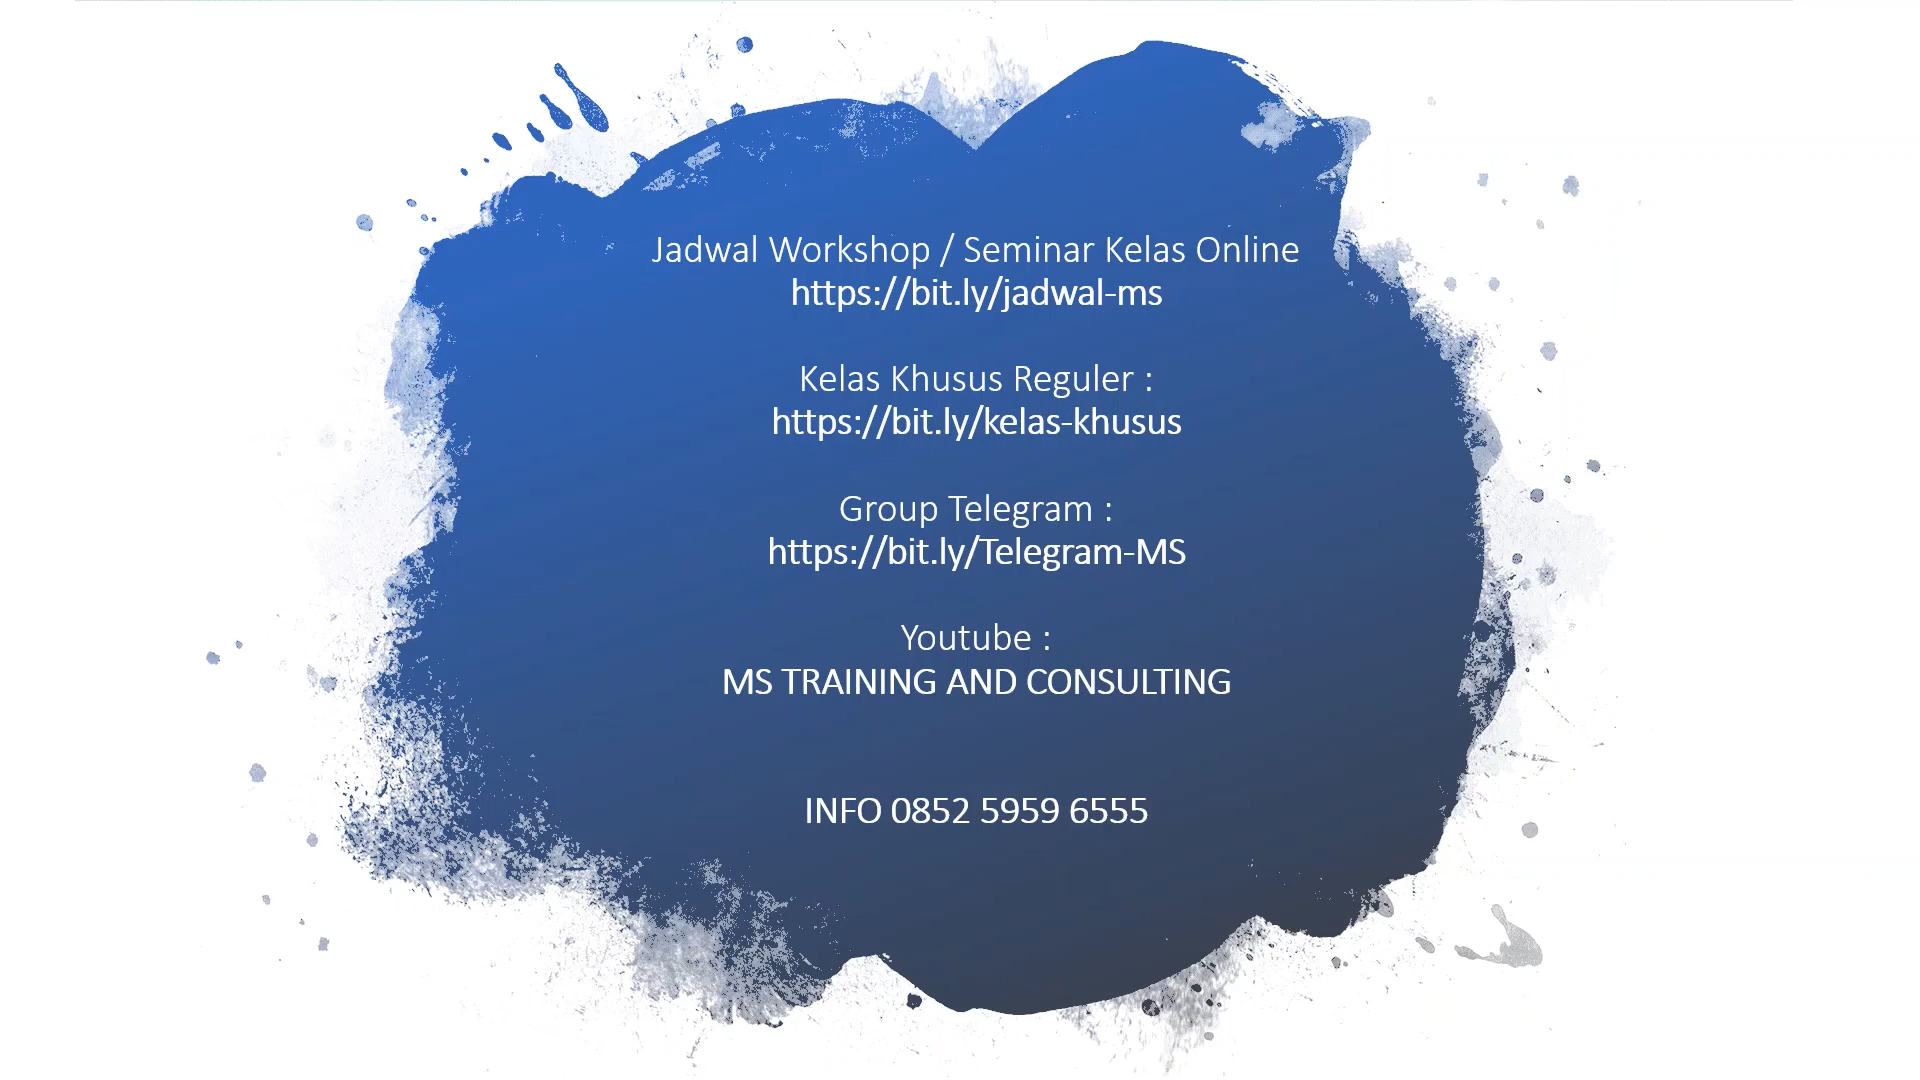 Jadwal Workshop / Seminar Kelas Online
https://bit.ly/jadwal-ms
Kelas Khusus Reguler :
https://bit.ly/kelas-khusus
Group Telegram :
https://bit.ly/Telegram-MS
Youtube :
MS TRAINING AND CONSULTING
INFO 0852 5959 6555